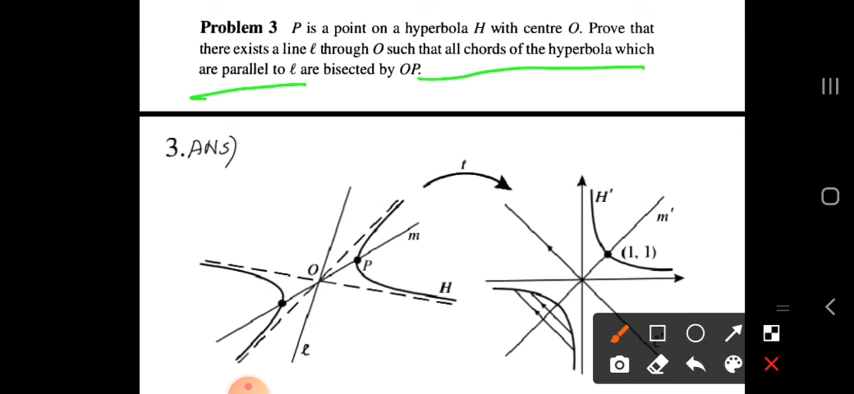 Problem 3 P is a point on a hyperbola H with centre O. Prove that
there exists a line ℓ through O such that all chords of the hyperbola which
are parallel to ℓ are bisected by OP.
3.ANS)
t
H'
m'
m
(1, 1)
O
P
H
ℓ